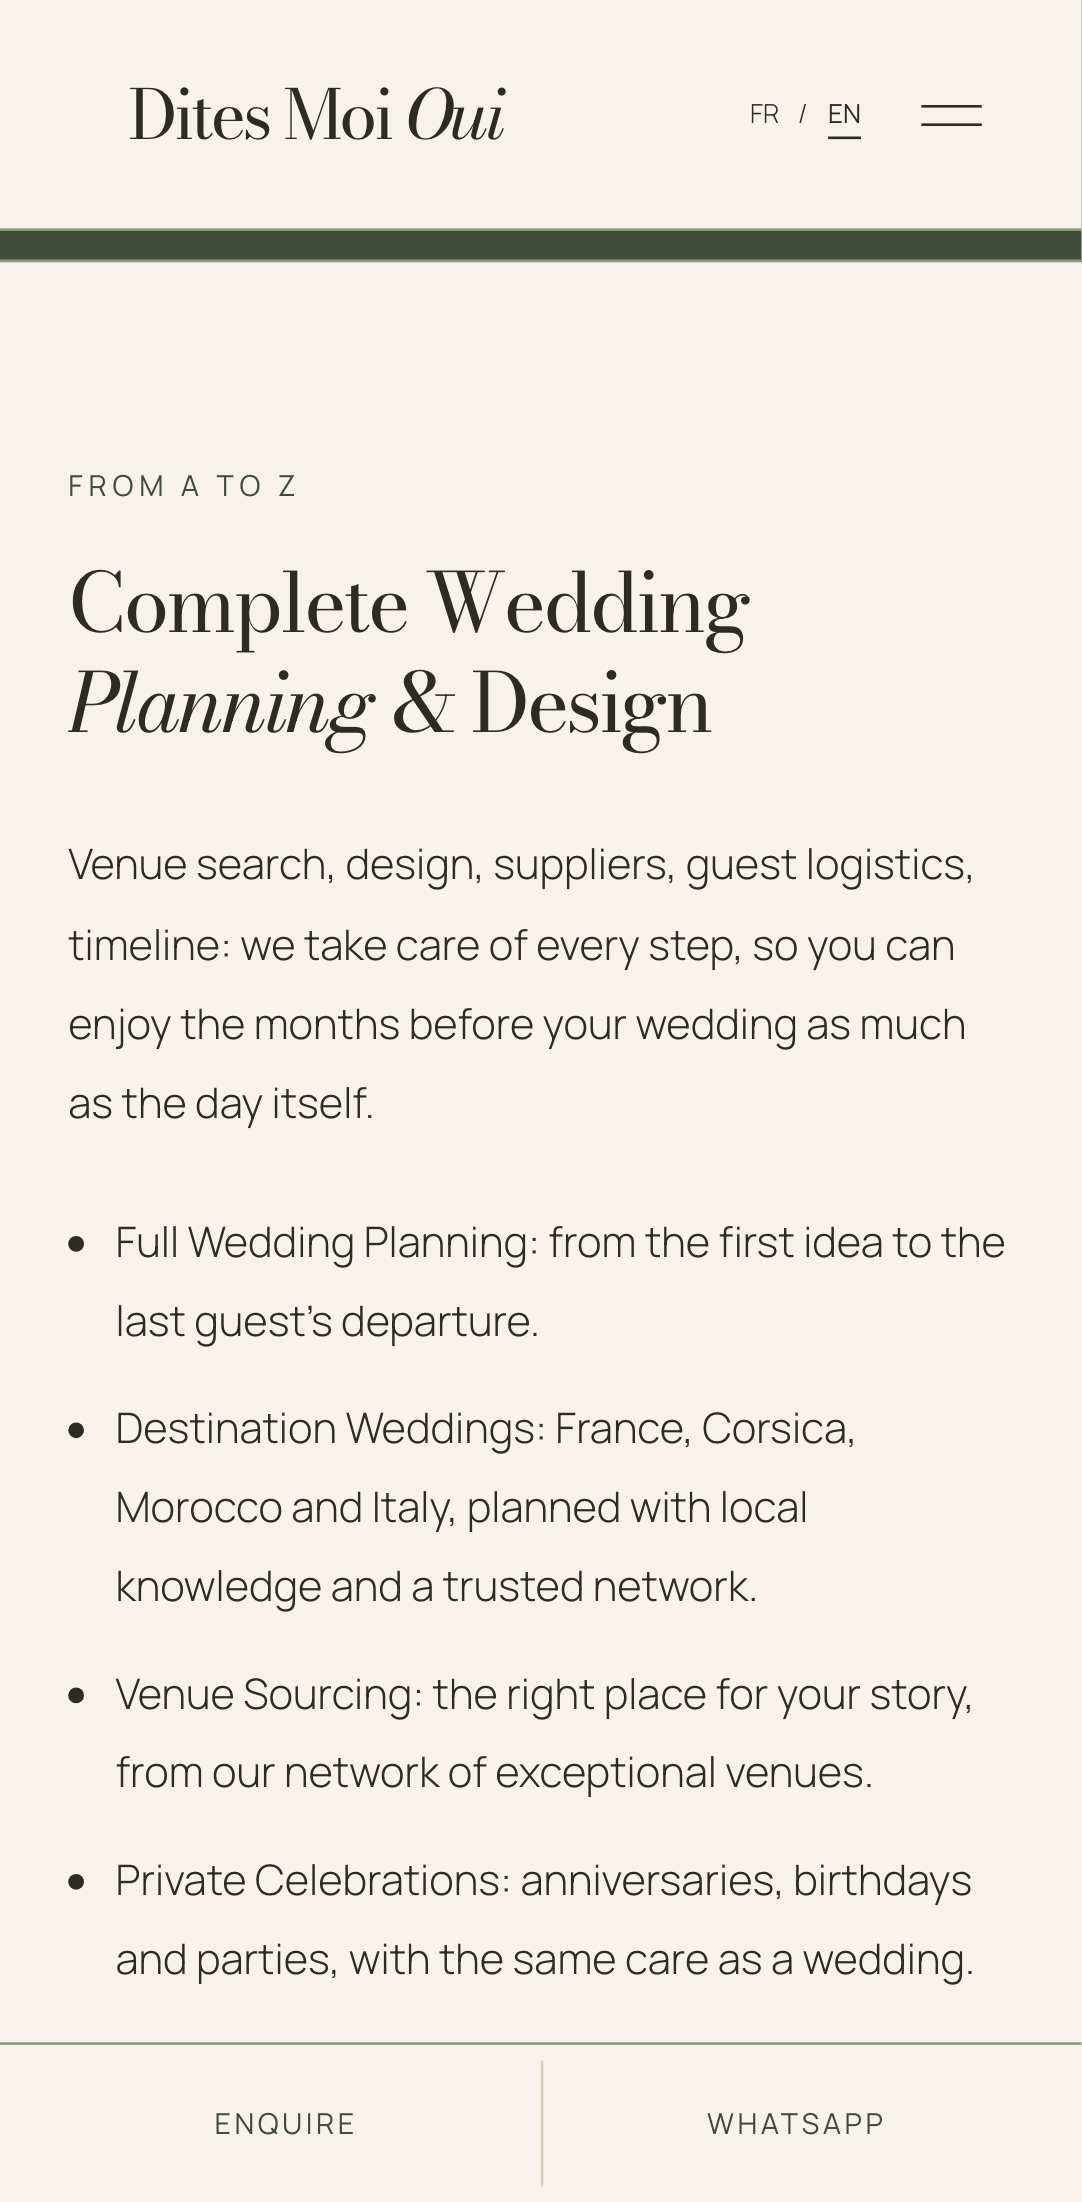 Dites Moi Oui
FR / EN
FROM A TO Z
Complete Wedding
Planning & Design
Venue search, design, suppliers, guest logistics,
timeline: we take care of every step, so you can
enjoy the months before your wedding as much
as the day itself.
• Full Wedding Planning: from the first idea to the
last guest’s departure.
• Destination Weddings: France, Corsica,
Morocco and Italy, planned with local
knowledge and a trusted network.
• Venue Sourcing: the right place for your story,
from our network of exceptional venues.
• Private Celebrations: anniversaries, birthdays
and parties, with the same care as a wedding.
ENQUIRE
WHATSAPP